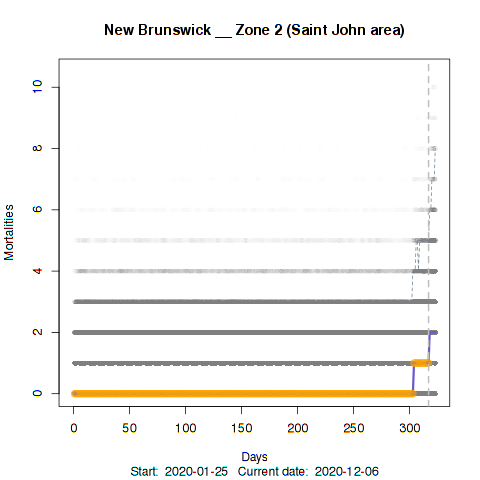 New Brunswick __ Zone 2 (Saint John area)
Mortalities
10
8
6
4
2
0
0 50 100 150 200 250 300
Days
Start: 2020-01-25 Current date: 2020-12-06